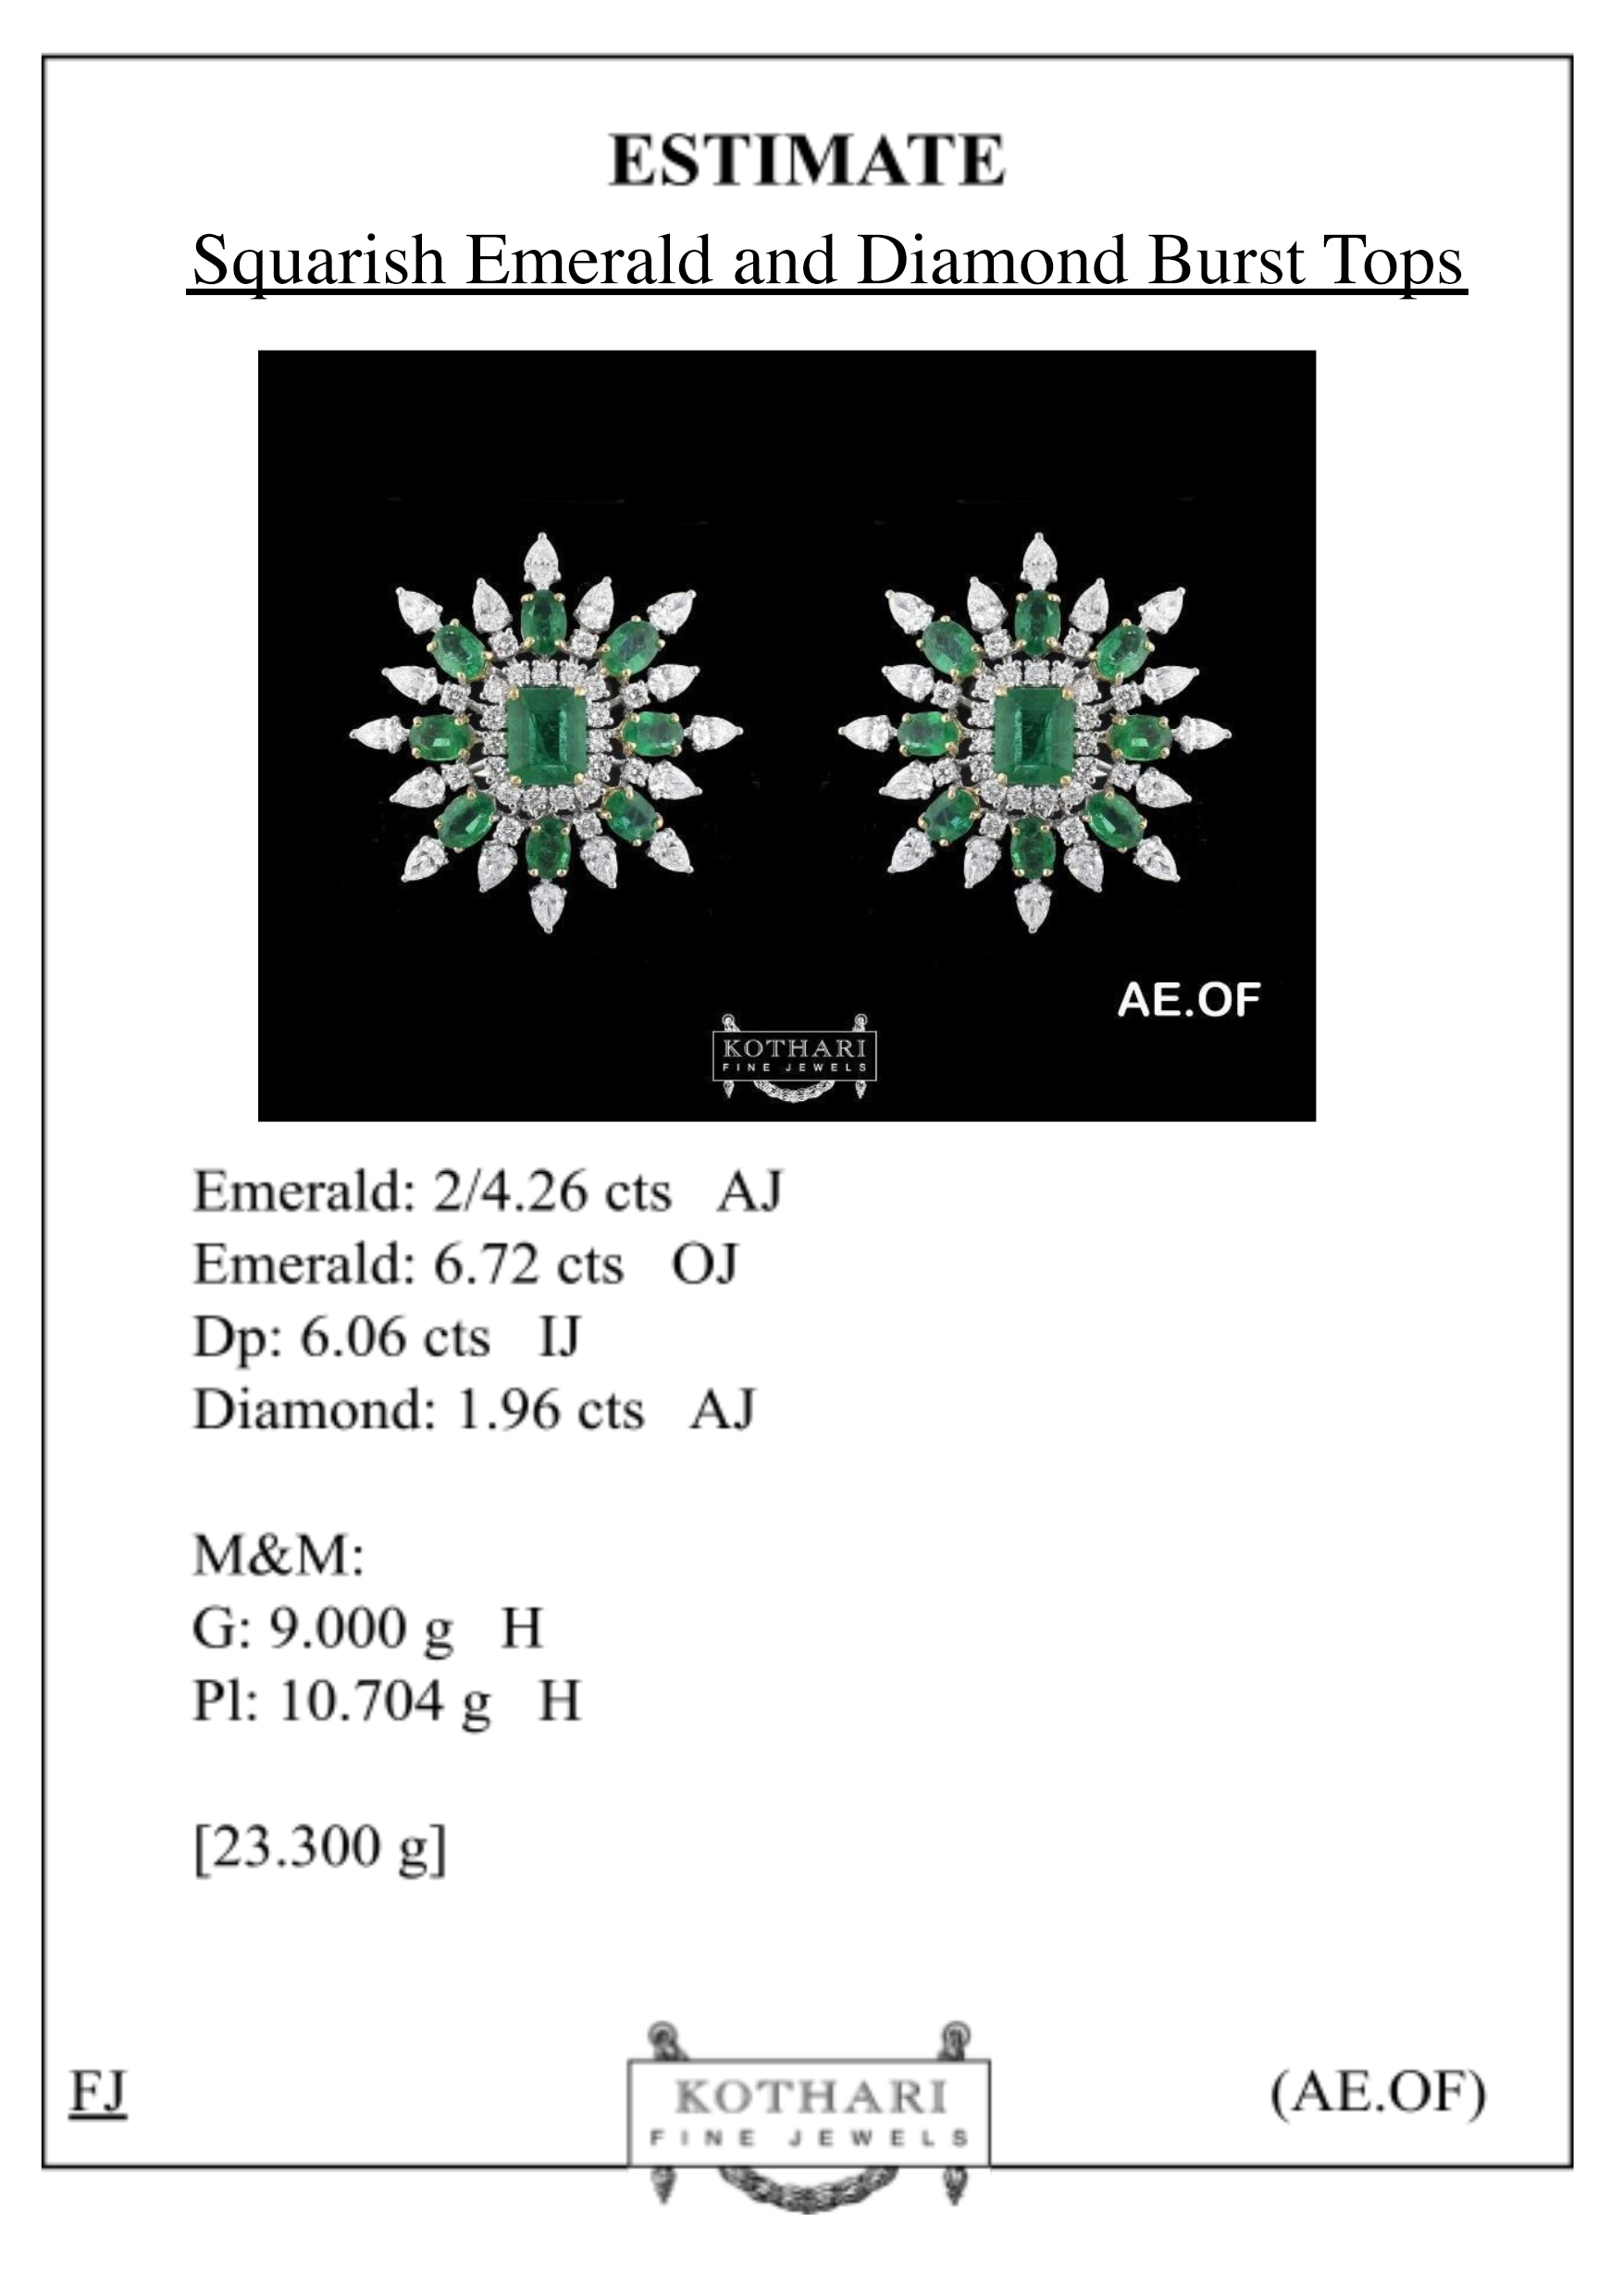 ESTIMATE
Squarish Emerald and Diamond Burst Tops
AE.OF
KOTHARI
FINE JEWELS
Emerald: 2/4.26 cts AJ
Emerald: 6.72 cts OJ
Dp: 6.06 cts IJ
Diamond: 1.96 cts AJ
M&M:
G: 9.000 g H
Pl: 10.704 g H
[23.300 g]
FJ
KOTHARI
FINE JEWELS
(AE.OF)